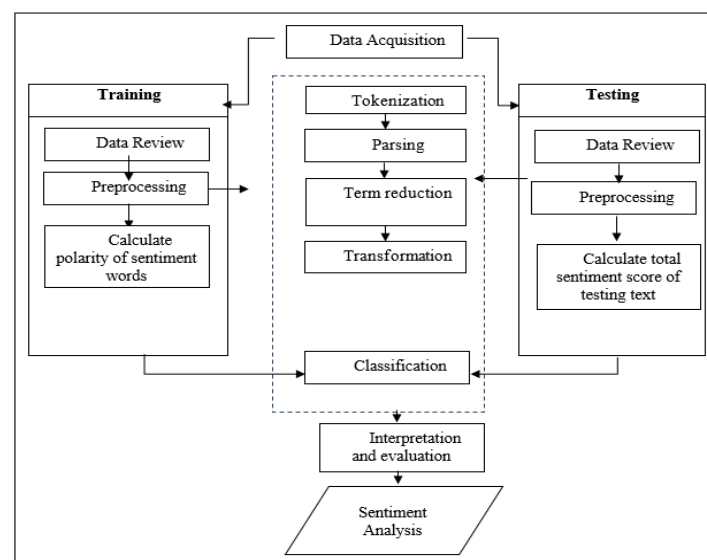 Data Acquisition
Training
Data Review
Preprocessing
Calculate
polarity of sentiment
words
Tokenization
Parsing
Term reduction
Transformation
Classification
Testing
Data Review
Preprocessing
Calculate total
sentiment score of
testing text
Interpretation
and evaluation
Sentiment
Analysis